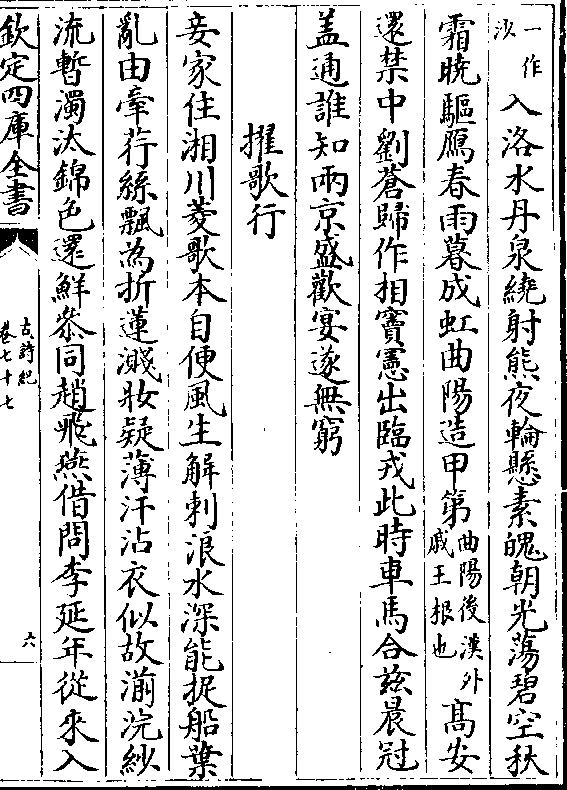 一作沙入洛水丹泉繞射熊夜輪懸素魄朝光蕩碧空秋
霜曉驅鴈春雨暮成虹曲陽造甲第曲陽後漢外戚王根也高安
還禁中劉蒼歸作相竇憲出臨戎此時車馬合兹晨冠
盖通誰知兩京盛歡宴遂無窮
擢歌行
妾家住湘川菱歌本自便風生解刺浪水深能捉船葉
亂由牽荇絲飄為折蓮濺妝疑薄汗沾衣似故湔浣紗
流暫濁汰錦色還鮮叅同趙飛燕借問李延年從來入
欽定四庫全書
古詩紀
卷七十七
六